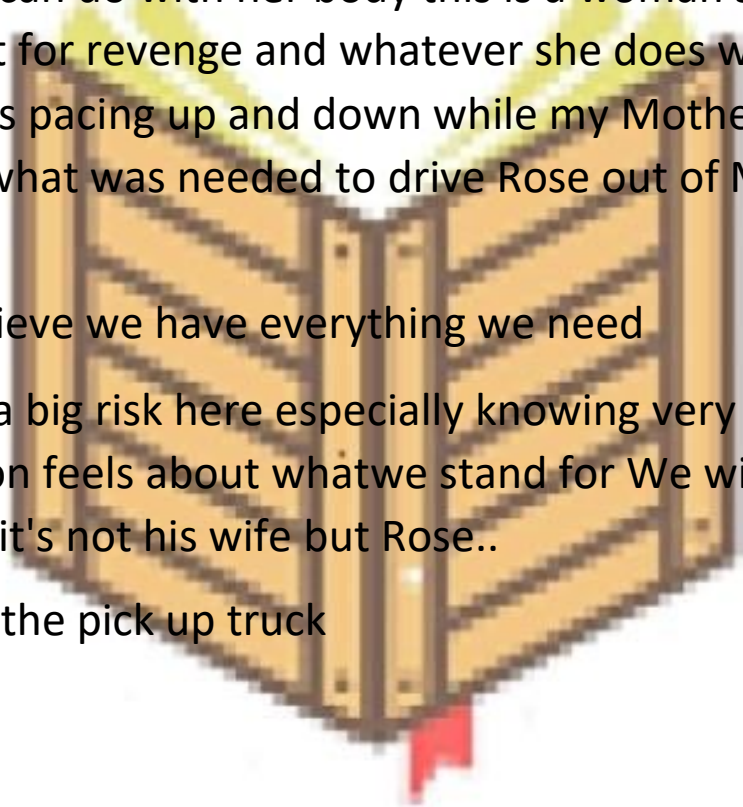 can do with her body this is a woman
t for revenge and whatever she does w
s pacing up and down while my Mothe
what was needed to drive Rose out of
ieve we have everything we need
a big risk here especially knowing very
on feels about whatwe stand for We wi
it's not his wife but Rose..
the pick up truck